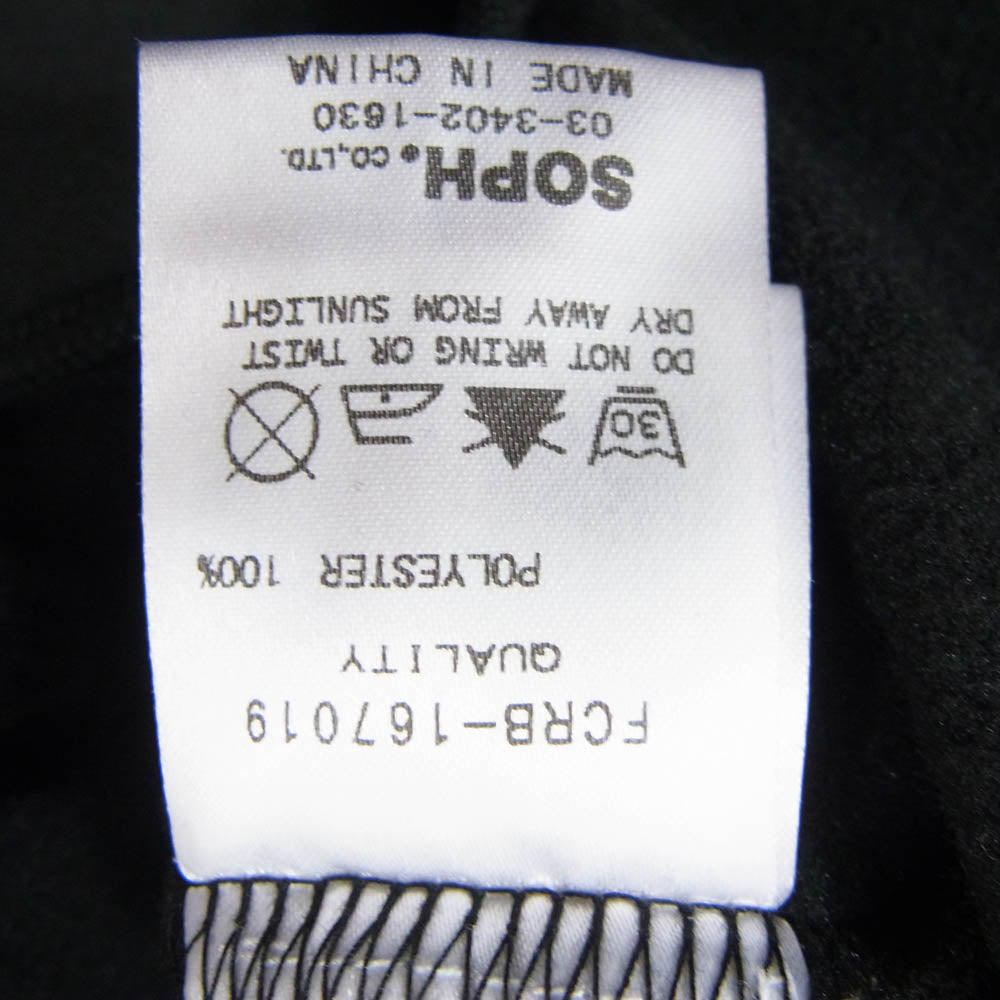 FCRB-167019
QUALITY
POLYESTER 100%
30
DO NOT WRING OR TWIST
DRY AWAY FROM SUNLIGHT
SOPH. CO.,LTD.
03-3402-1630
MADE IN CHINA